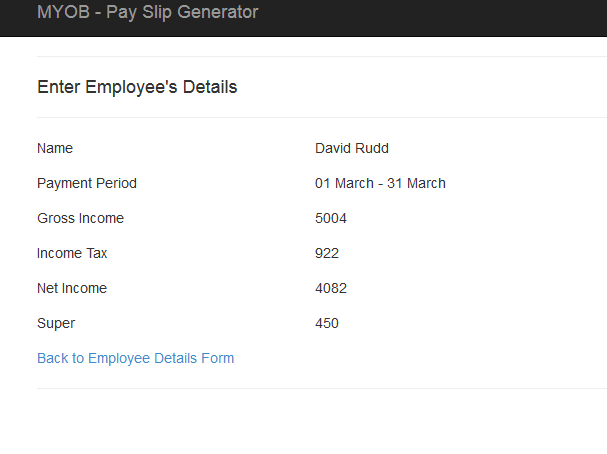 MYOB - Pay Slip Generator
Enter Employee's Details
Name David Rudd
Payment Period 01 March - 31 March
Gross Income 5004
Income Tax 922
Net Income 4082
Super 450
Back to Employee Details Form